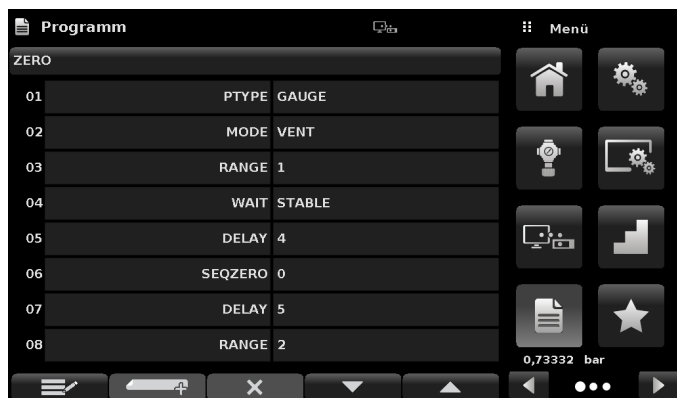 Programm
Menü
ZERO
01 PTYPE GAUGE
02 MODE VENT
03 RANGE 1
04 WAIT STABLE
05 DELAY 4
06 SEQZERO 0
07 DELAY 5
08 RANGE 2
0,73332 bar